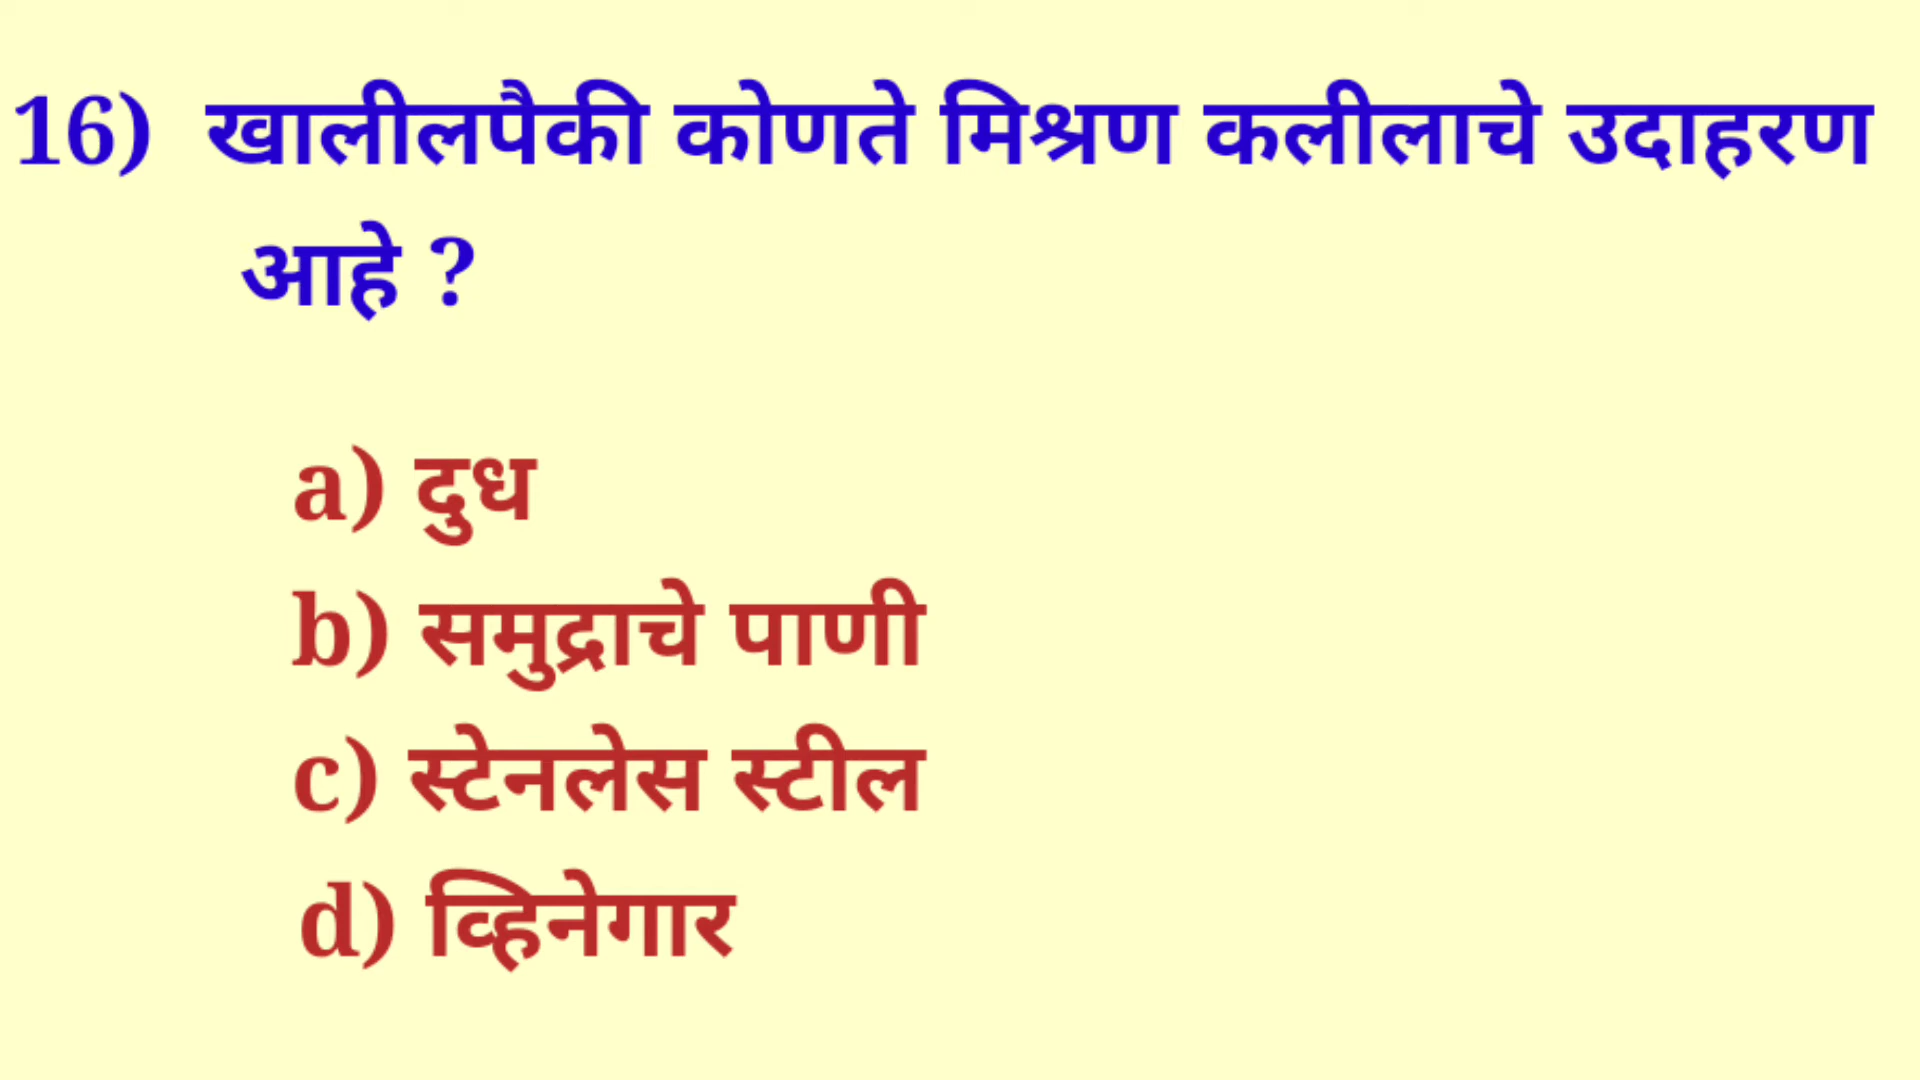 16) खालीलपैकी कोणते मिश्रण कलीलाचे उदाहरण
आहे ?
a) दुध
b) समुद्राचे पाणी
c) स्टेनलेस स्टील
d) व्हिनेगार